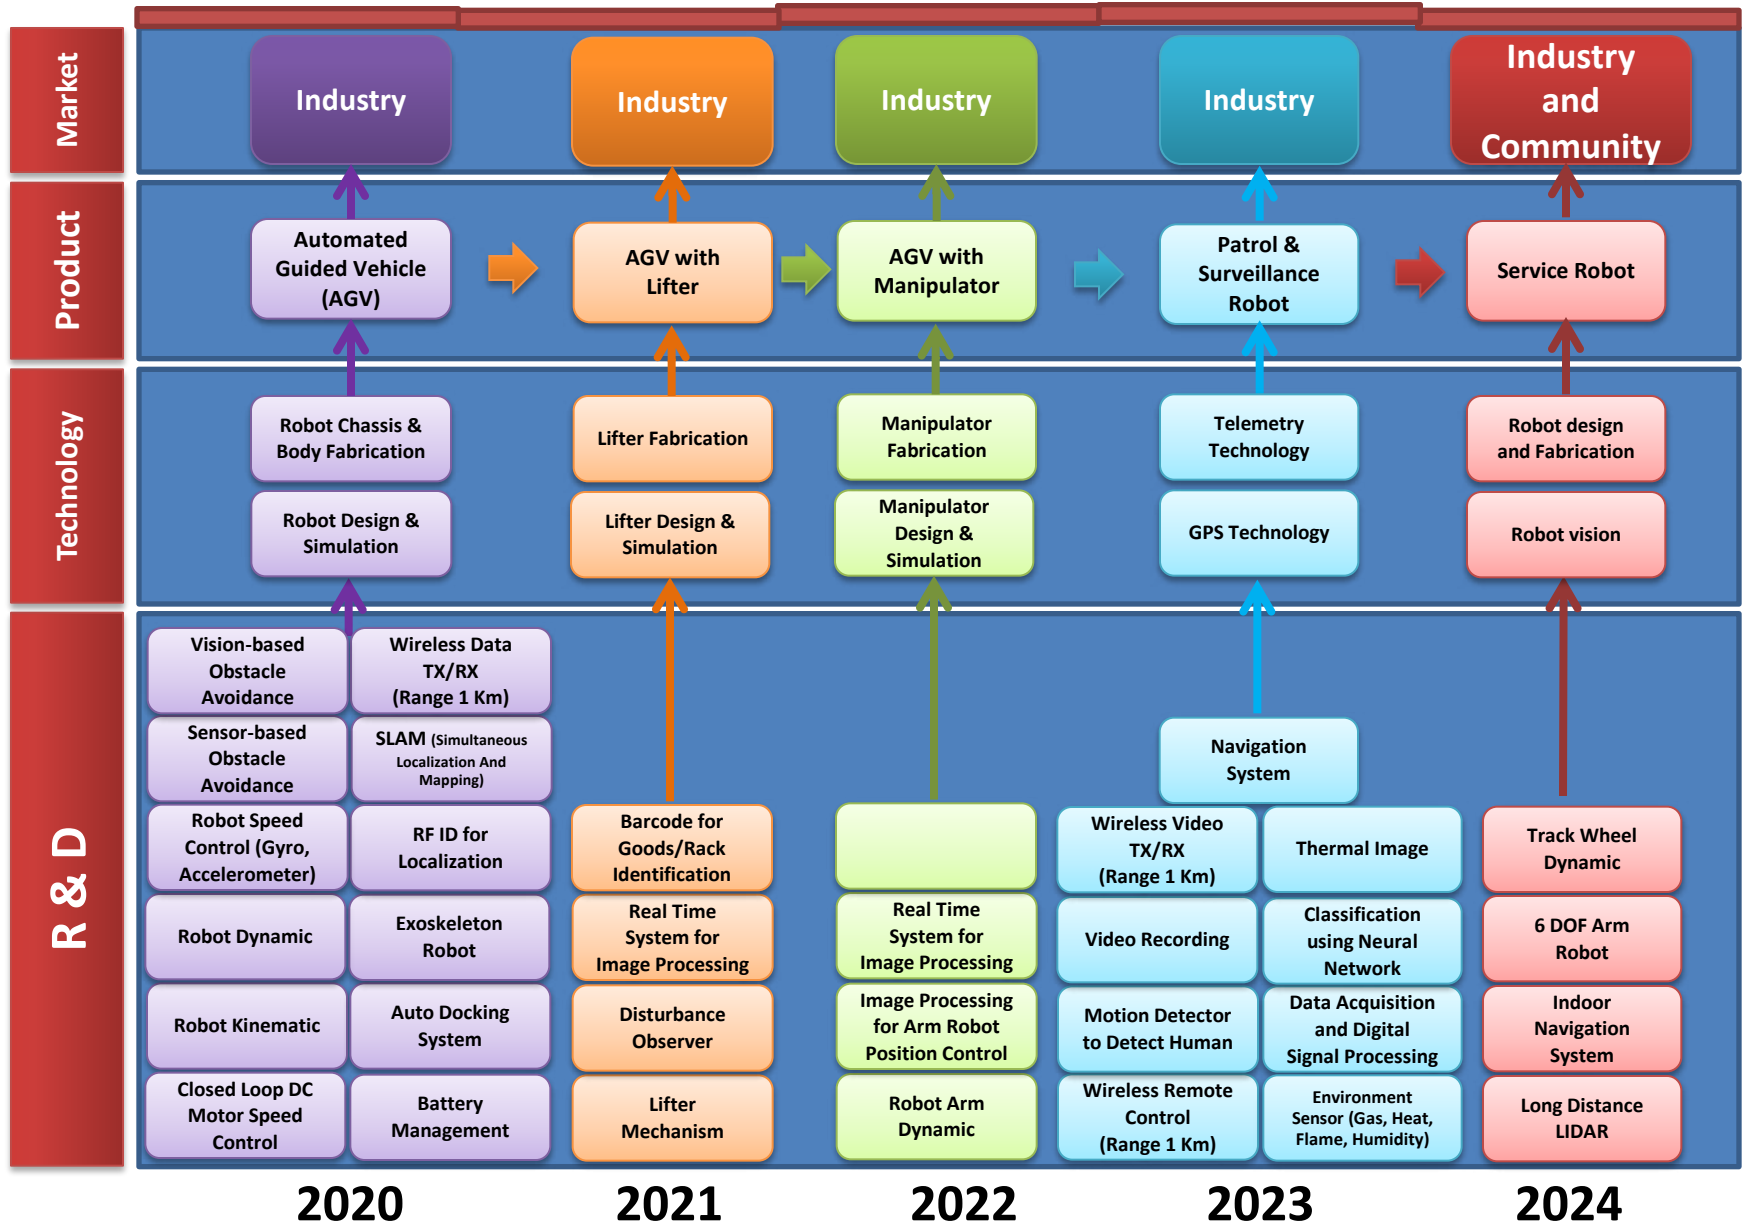 Market
Industry
Industry
Industry
Industry
Industry
and
Community
Product
Automated
Guided Vehicle
(AGV)
AGV with
Lifter
AGV with
Manipulator
Patrol &
Surveillance
Robot
Service Robot
Technology
Robot Chassis &
Body Fabrication
Lifter Fabrication
Manipulator
Fabrication
Telemetry
Technology
Robot design
and Fabrication
Robot Design &
Simulation
Lifter Design &
Simulation
Manipulator
Design &
Simulation
GPS Technology
Robot vision
R & D
Vision-based
Obstacle
Avoidance
Wireless Data
TX/RX
(Range 1 Km)
Sensor-based
Obstacle
Avoidance
SLAM (Simultaneous
Localization And
Mapping)
Navigation
System
Robot Speed
Control (Gyro,
Accelerometer)
RF ID for
Localization
Barcode for
Goods/Rack
Identification
Wireless Video
TX/RX
(Range 1 Km)
Thermal Image
Track Wheel
Dynamic
Robot Dynamic
Exoskeleton
Robot
Real Time
System for
Image Processing
Real Time
System for
Image Processing
Video Recording
Classification
using Neural
Network
6 DOF Arm
Robot
Robot Kinematic
Auto Docking
System
Disturbance
Observer
Image Processing
for Arm Robot
Position Control
Motion Detector
to Detect Human
Data Acquisition
and Digital
Signal Processing
Indoor
Navigation
System
Closed Loop DC
Motor Speed
Control
Battery
Management
Lifter
Mechanism
Robot Arm
Dynamic
Wireless Remote
Control
(Range 1 Km)
Environment
Sensor (Gas, Heat,
Flame, Humidity)
Long Distance
LIDAR
2020
2021
2022
2023
2024